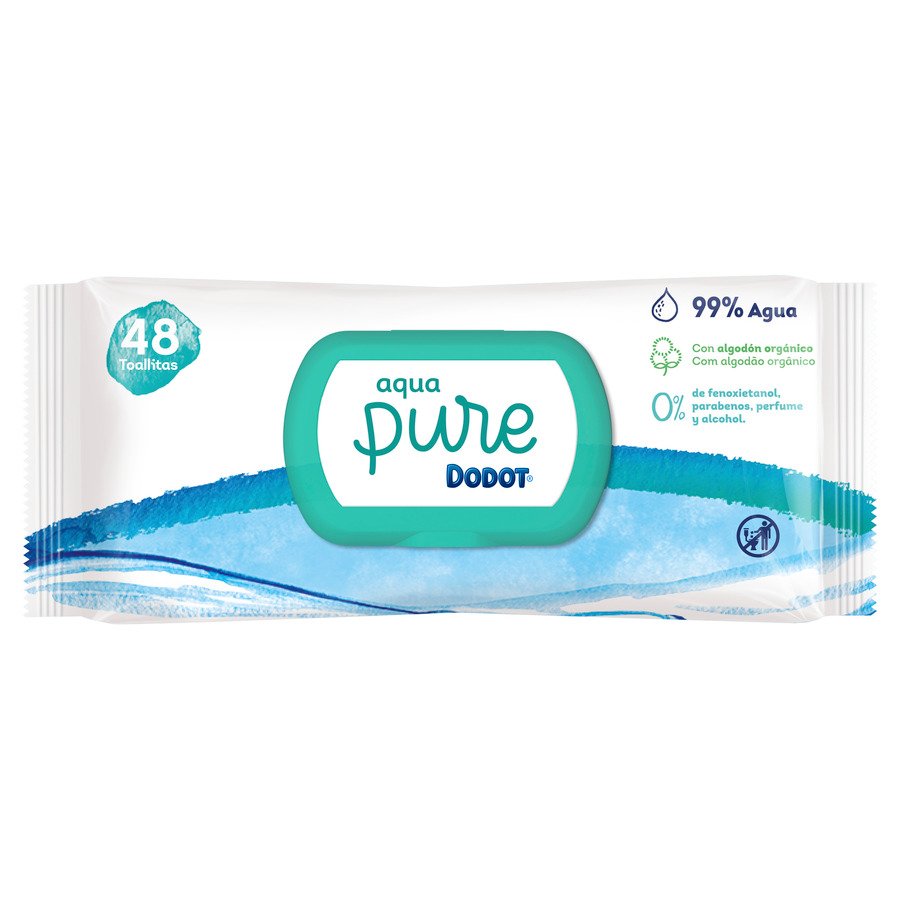 48
Toallitas
aqua
pure
DODOT®
99% Agua
Con algodón orgánico
Com algodão orgânico
0%
de fenoxietanol,
parabenos, perfume
y alcohol.